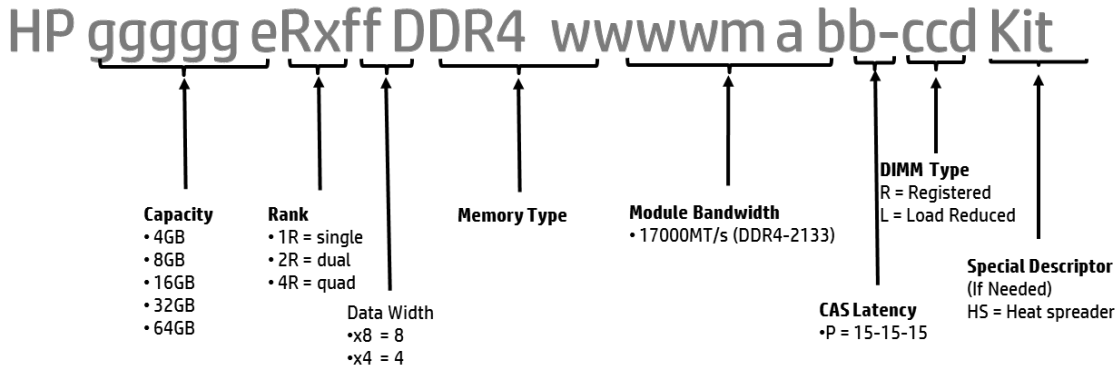 HP ggggg eRxff DDR4 wwwwm a bb-ccd Kit
Capacity
• 4GB
• 8GB
• 16GB
• 32GB
• 64GB
Rank
• 1R = single
• 2R = dual
• 4R = quad
Data Width
•x8 = 8
•x4 = 4
Memory Type
Module Bandwidth
• 17000MT/s (DDR4-2133)
CAS Latency
•P = 15-15-15
DIMM Type
R = Registered
L = Load Reduced
Special Descriptor
(If Needed)
HS = Heat spreader